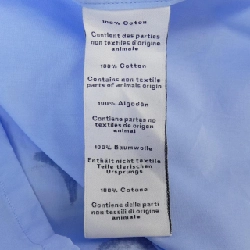 100% Coton
Contient des parties
non textiles d'origine
animale
100% Cotton
Contains non textile
parts of animals origin
100% Algodón
Contiene partes no
textiles de origen
animal
100% Baumwolle
Enthält nicht textile
Teile tierischen
Ursprungs
100% Cotone
Contiene dalle parti
non tessili di origine
animale